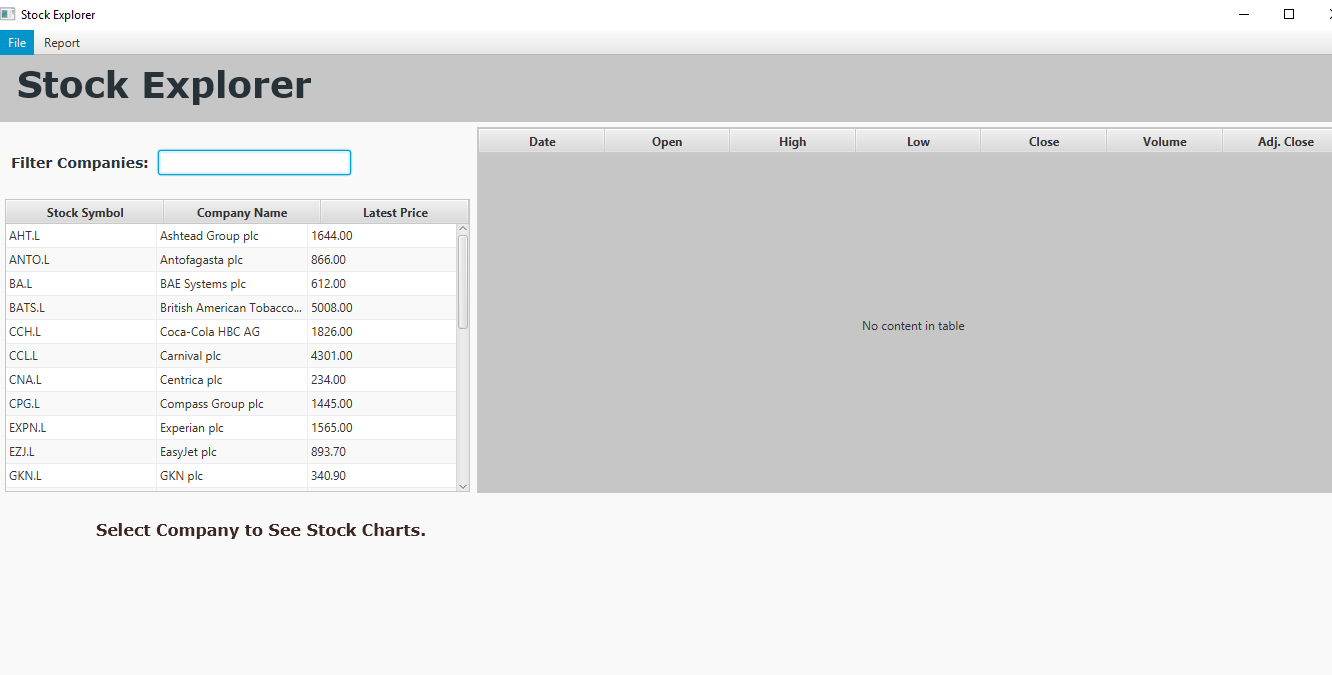 Stock Explorer
File Report
Stock Explorer
Filter Companies:
Stock Symbol Company Name Latest Price
AHT.L Ashtead Group plc 1644.00
ANTO.L Antofagasta plc 866.00
BA.L BAE Systems plc 612.00
BATS.L British American Tobacco... 5008.00
CCH.L Coca-Cola HBC AG 1826.00
CCL.L Carnival plc 4301.00
CNA.L Centrica plc 234.00
CPG.L Compass Group plc 1445.00
EXPN.L Experian plc 1565.00
EZJ.L EasyJet plc 893.70
GKN.L GKN plc 340.90
Date Open High Low Close Volume Adj. Close
No content in table
Select Company to See Stock Charts.